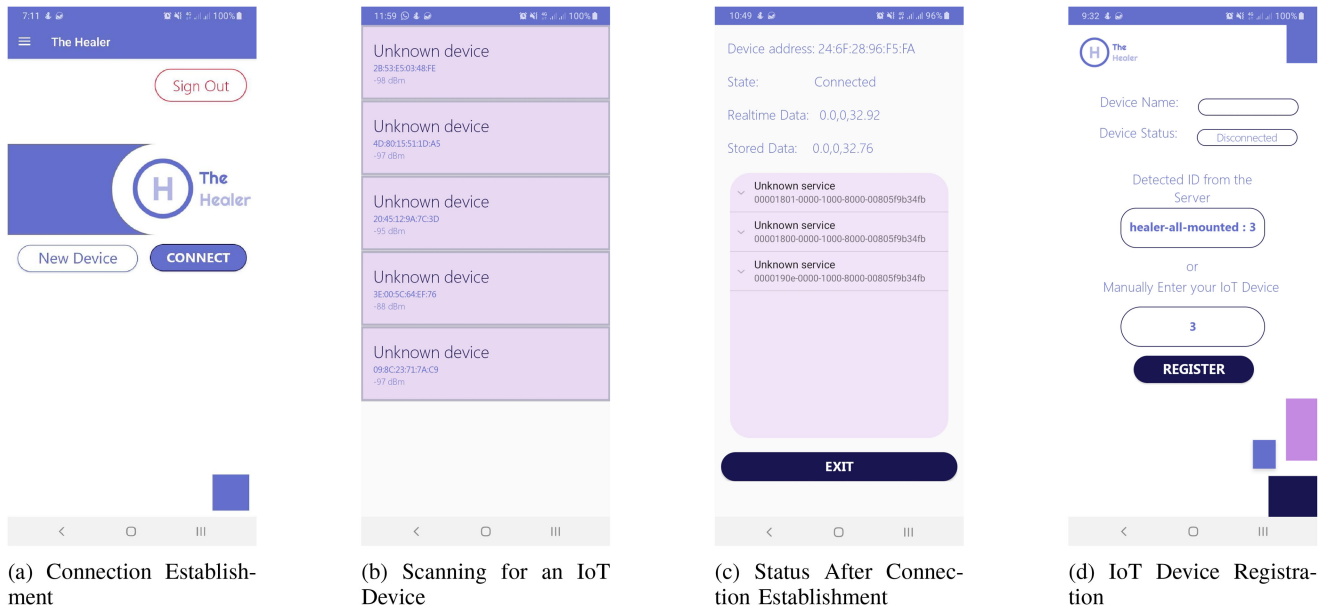 7:11
100%
The Healer
Sign Out
H
The
Healer
New Device
CONNECT
(a) Connection Establish-
ment
11:59
100%
Unknown device
2B:53:E5:03:48:FE
-98 dBm
Unknown device
4D:80:15:51:1D:A5
-97 dBm
Unknown device
20:45:12:9A:7C:3D
-95 dBm
Unknown device
3E:00:5C:64:EF:76
-88 dBm
Unknown device
09:8C:23:71:7A:C9
-97 dBm
(b) Scanning for an IoT
Device
10:49
96%
Device address: 24:6F:28:96:F5:FA
State: Connected
Realtime Data: 0.0,0,32.92
Stored Data: 0.0,0,32.76
Unknown service
00001801-0000-1000-8000-00805f9b34fb
Unknown service
00001800-0000-1000-8000-00805f9b34fb
Unknown service
0000190e-0000-1000-8000-00805f9b34fb
EXIT
(c) Status After Connec-
tion Establishment
9:32
100%
H
The
Healer
Device Name:
Device Status: Disconnected
Detected ID from the
Server
healer-all-mounted : 3
or
Manually Enter your IoT Device
3
REGISTER
(d) IoT Device Registra-
tion